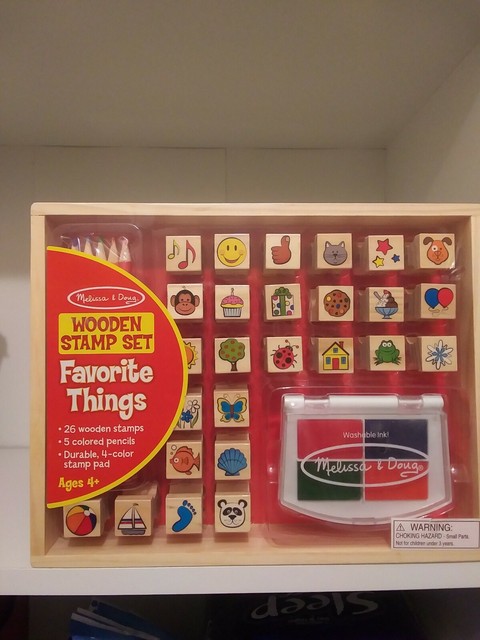 Melissa & Doug
WOODEN
STAMP SET
Favorite
Things
• 26 wooden stamps
• 5 colored pencils
• Durable, 4-color
stamp pad
Ages 4+
Washable Ink!
Melissa & Doug
WARNING:
CHOKING HAZARD - Small Parts.
Not for children under 3 years.
Sleep